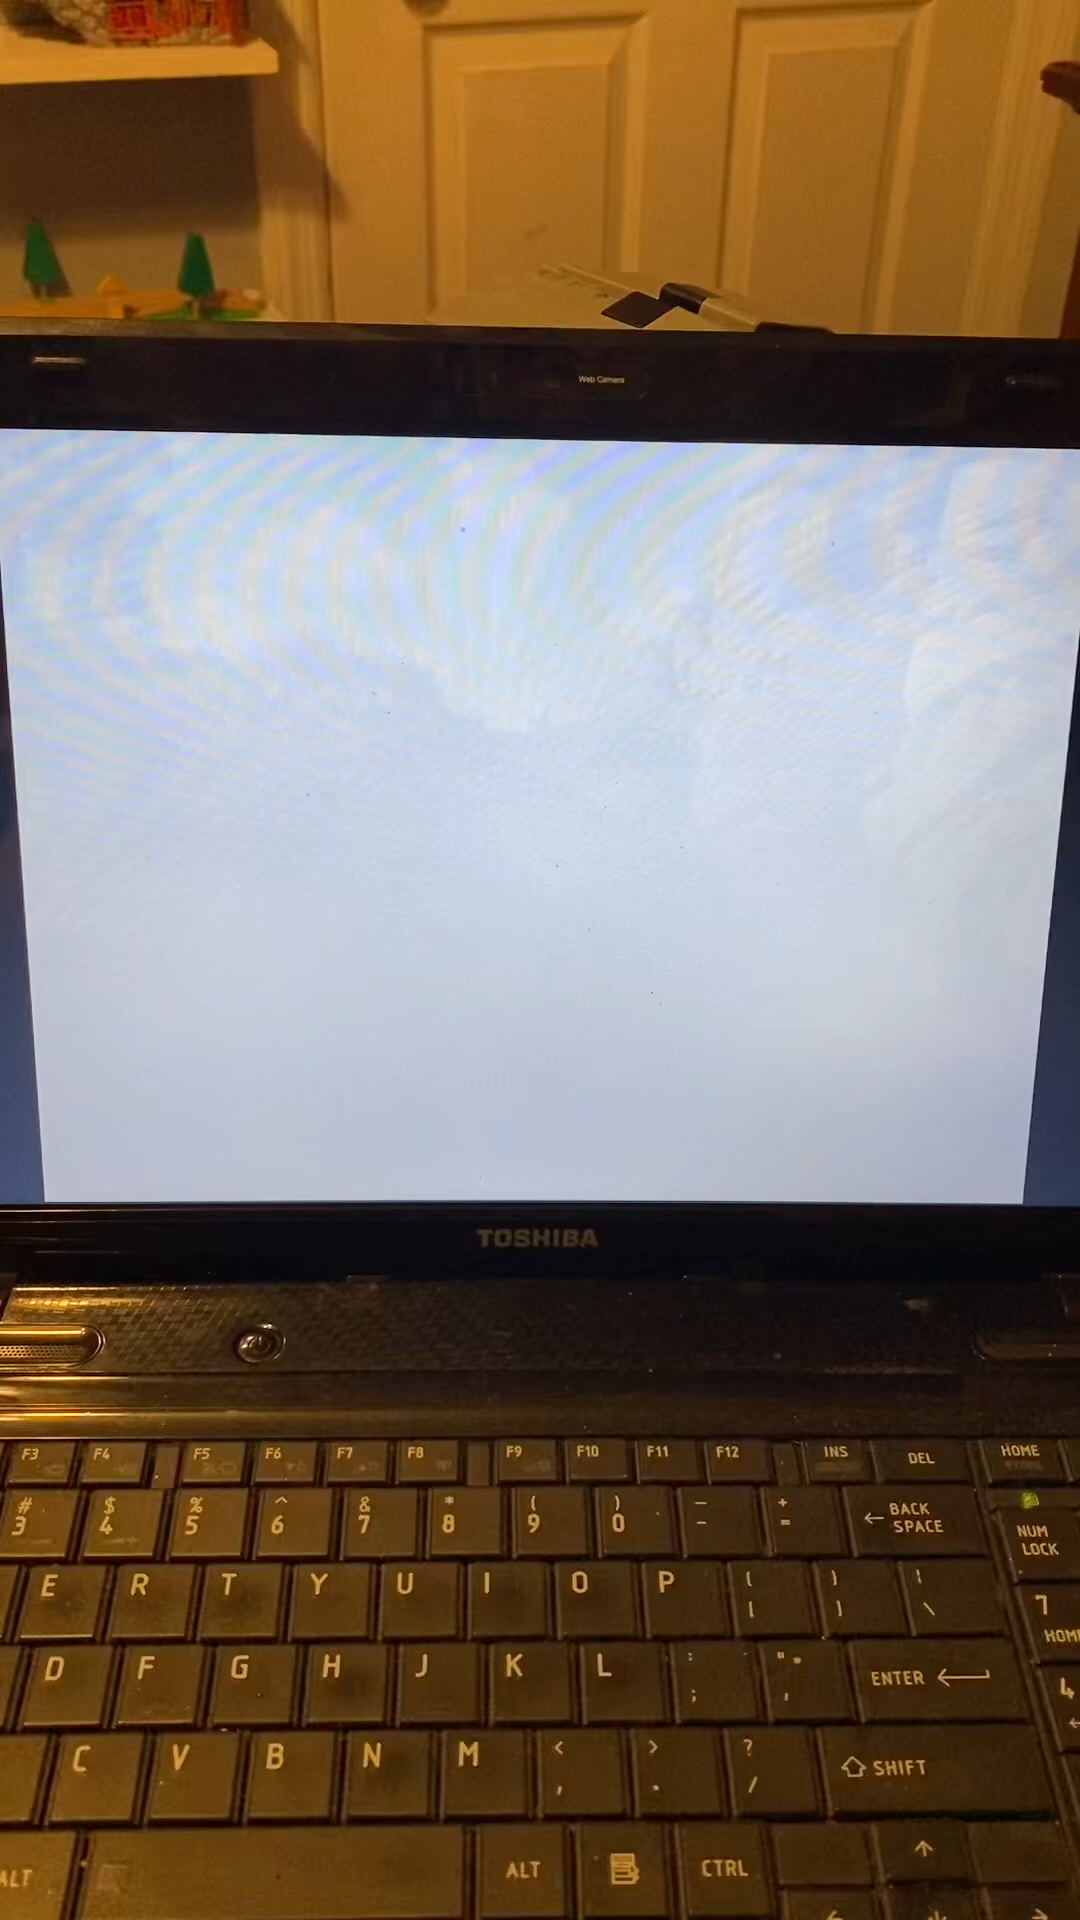 Web Camera
TOSHIBA
F3 F4 F5 F6 F7 F8 F9 F10 F11 F12 INS DEL HOME
# $ % ^ & * ( ) _ +
3 4 5 6 7 8 9 0 - = ← BACK SPACE NUM LOCK
E R T Y U I O P { [ } ] | \ 7 HOME
D F G H J K L : ; " ' ENTER 4 ←
C V B N M < , > . ? / SHIFT
ALT ALT CTRL ↑